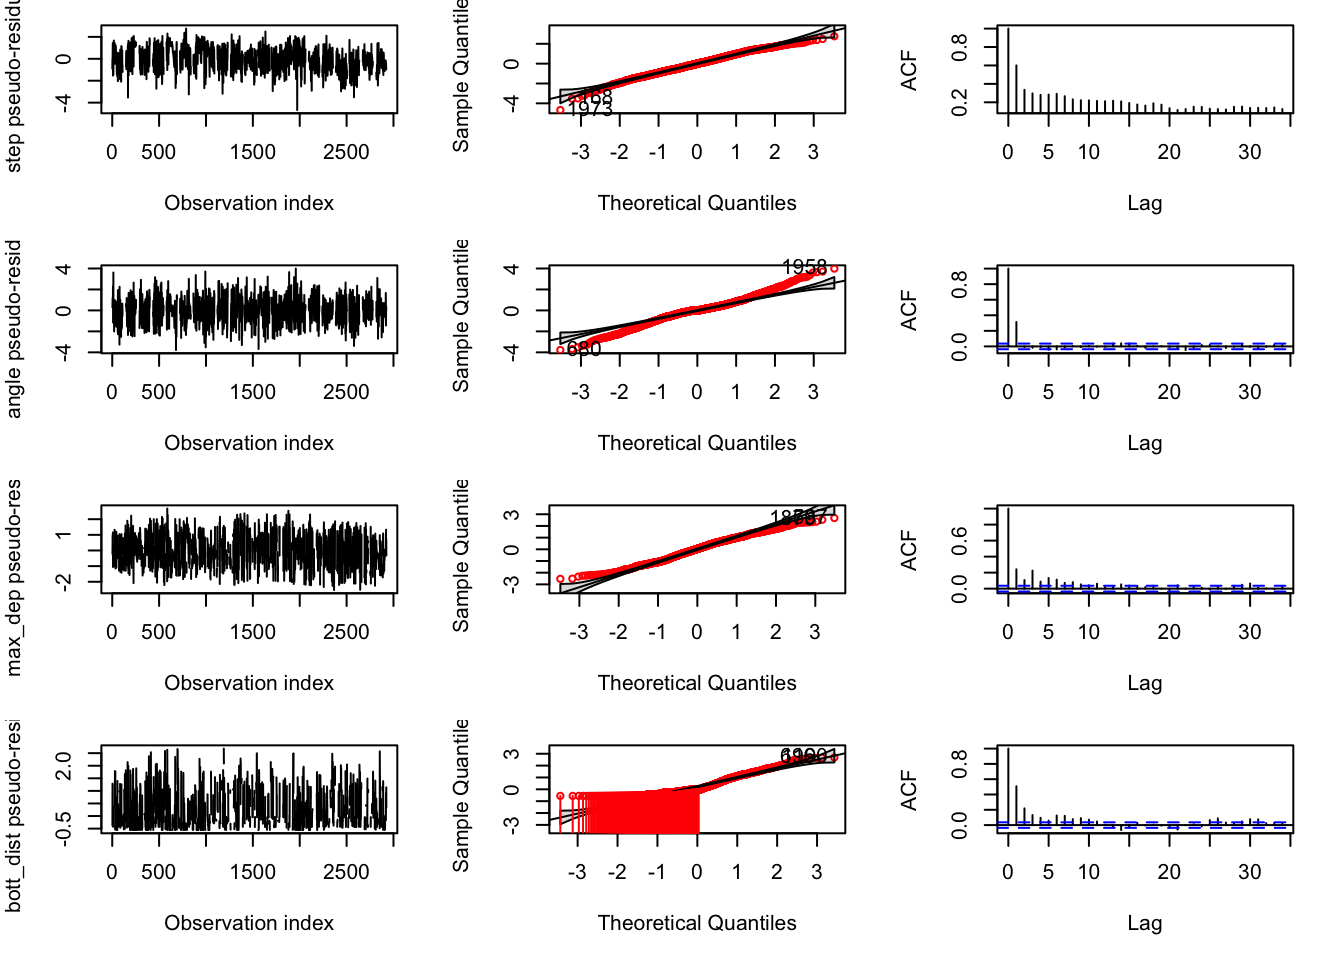 step pseudo-residu
0
-4
0 500 1500 2500
Observation index
Sample Quantile
0
-4
1973
-3 -2 -1 0 1 2 3
Theoretical Quantiles
ACF
0.8
0.2
0 5 10 20 30
Lag
angle pseudo-resid
4
0
-4
0 500 1500 2500
Observation index
Sample Quantile
4
0
-4
1958
680
-3 -2 -1 0 1 2 3
Theoretical Quantiles
ACF
0.8
0.0
0 5 10 20 30
Lag
max_dep pseudo-res
1
-2
0 500 1500 2500
Observation index
Sample Quantile
3
0
-3
-3 -2 -1 0 1 2 3
Theoretical Quantiles
ACF
0.6
0.0
0 5 10 20 30
Lag
bott_dist pseudo-resi
2.0
-0.5
0 500 1500 2500
Observation index
Sample Quantile
3
0
-3
-3 -2 -1 0 1 2 3
Theoretical Quantiles
ACF
0.8
0.0
0 5 10 20 30
Lag